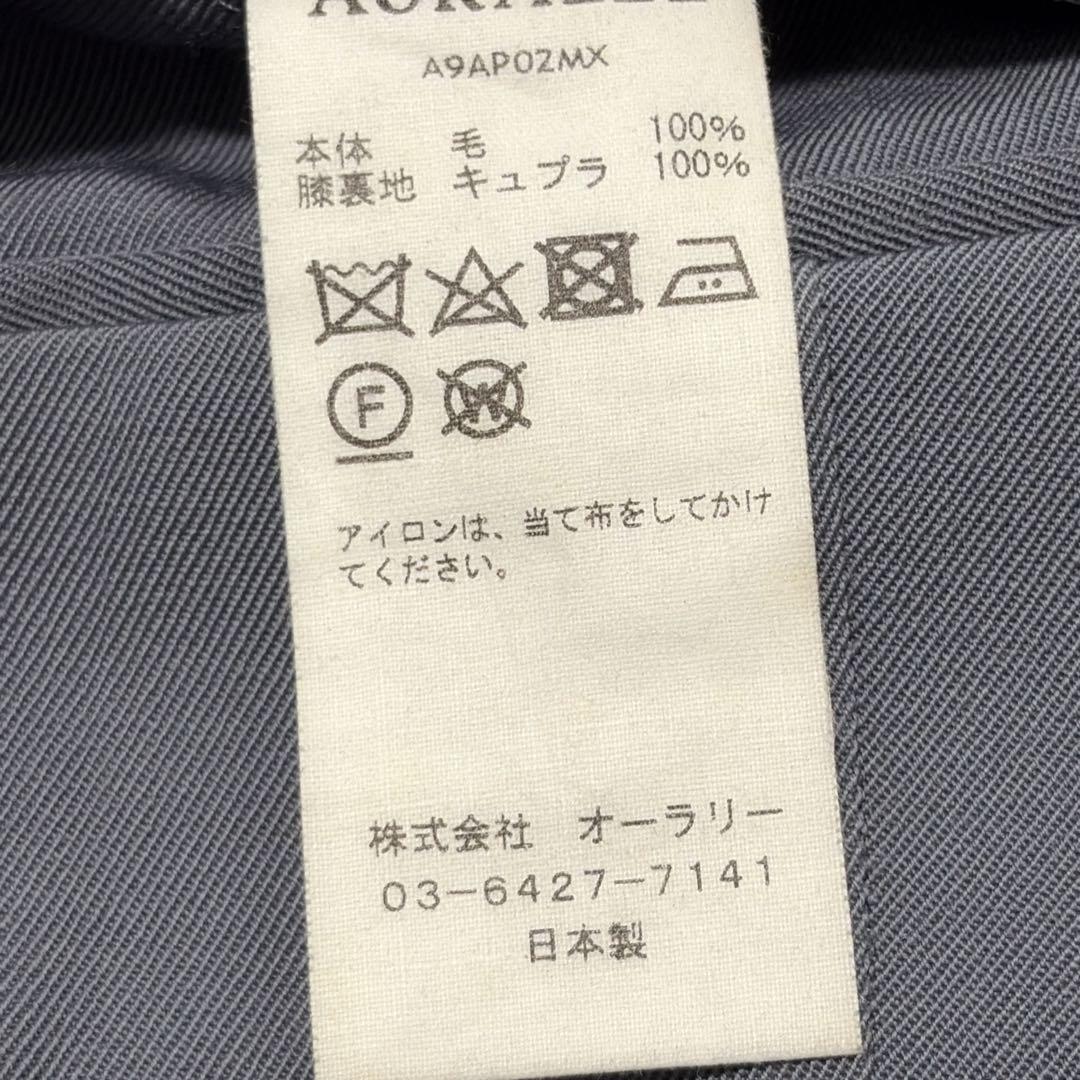 AURALEE
A9AP02MX
本体 毛 100%
膝裏地 キュプラ 100%
F
W
アイロンは、当て布をしてかけ
てください。
株式会社 オーラリー
03-6427-7141
日本製